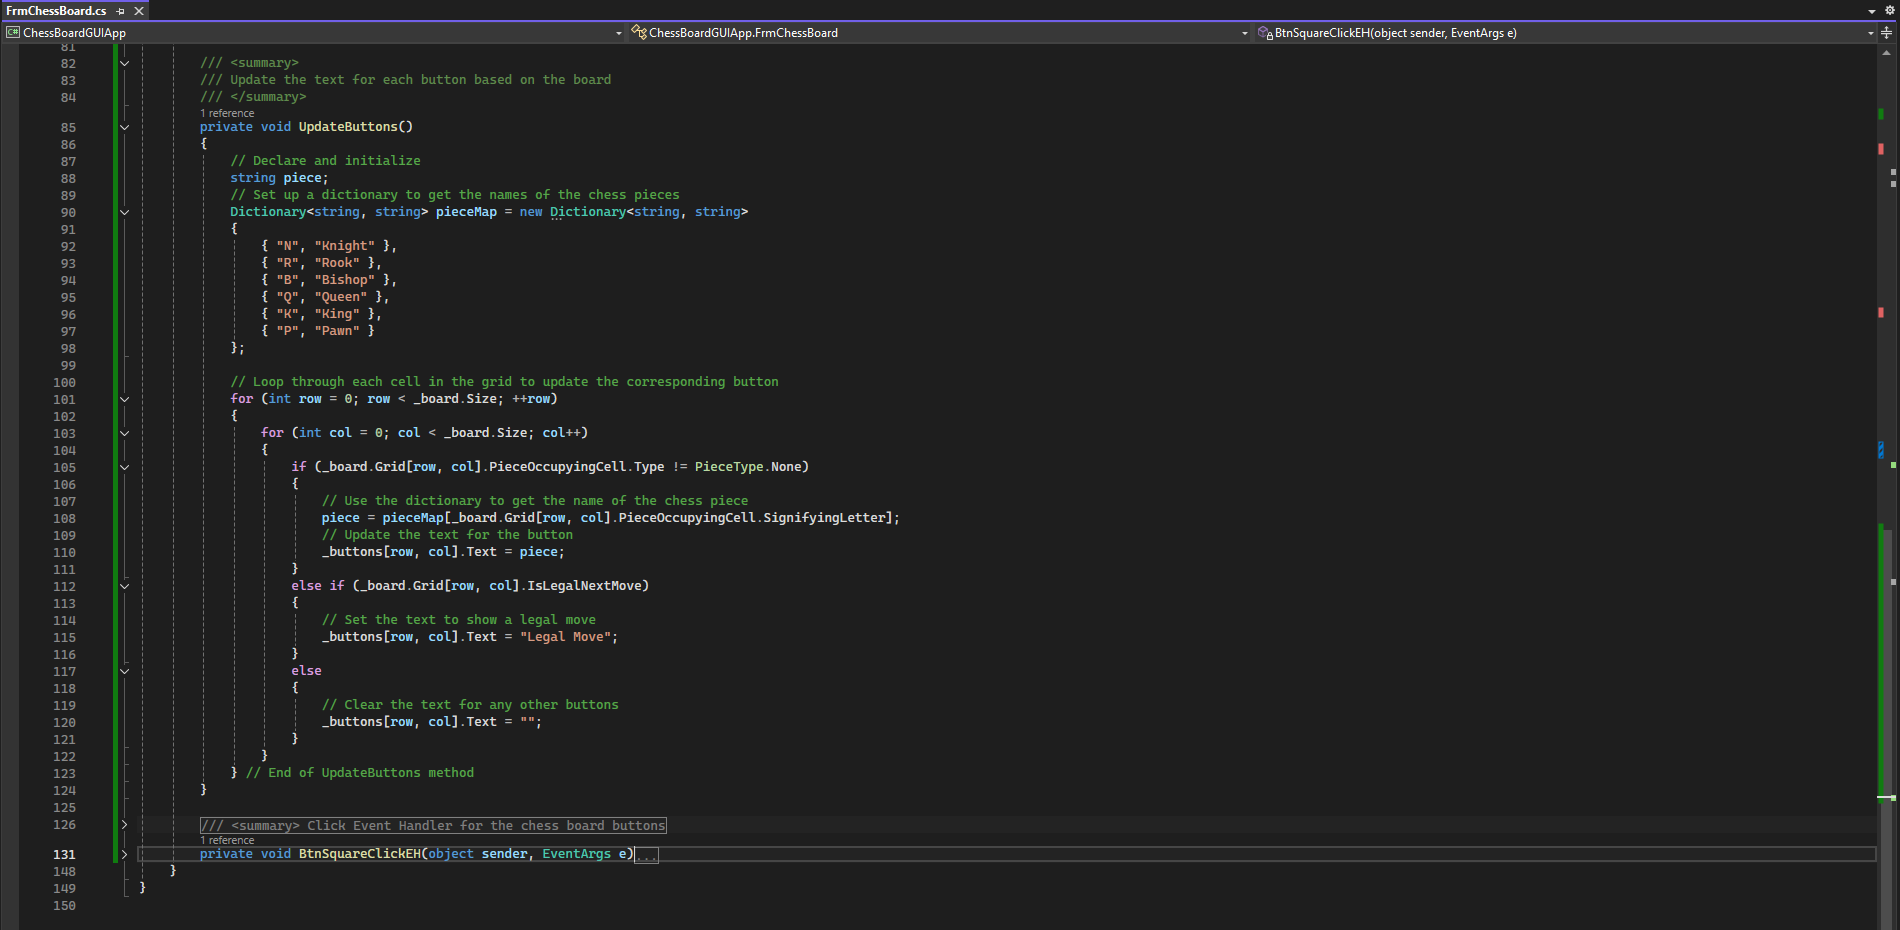 FrmChessBoard.cs
ChessBoardGUIApp ChessBoardGUIApp.FrmChessBoard BtnSquareClickEH(object sender, EventArgs e)
81
82 /// <summary>
83 /// Update the text for each button based on the board
84 /// </summary>
1 reference
85 private void UpdateButtons()
86 {
87 // Declare and initialize
88 string piece;
89 // Set up a dictionary to get the names of the chess pieces
90 Dictionary<string, string> pieceMap = new Dictionary<string, string>
91 {
92 { "N", "Knight" },
93 { "R", "Rook" },
94 { "B", "Bishop" },
95 { "Q", "Queen" },
96 { "K", "King" },
97 { "P", "Pawn" }
98 };
99
100 // Loop through each cell in the grid to update the corresponding button
101 for (int row = 0; row < _board.Size; ++row)
102 {
103 for (int col = 0; col < _board.Size; col++)
104 {
105 if (_board.Grid[row, col].PieceOccupyingCell.Type != PieceType.None)
106 {
107 // Use the dictionary to get the name of the chess piece
108 piece = pieceMap[_board.Grid[row, col].PieceOccupyingCell.SignifyingLetter];
109 // Update the text for the button
110 _buttons[row, col].Text = piece;
111 }
112 else if (_board.Grid[row, col].IsLegalNextMove)
113 {
114 // Set the text to show a legal move
115 _buttons[row, col].Text = "Legal Move";
116 }
117 else
118 {
119 // Clear the text for any other buttons
120 _buttons[row, col].Text = "";
121 }
122 }
123 } // End of UpdateButtons method
124 }
125
126 /// <summary> Click Event Handler for the chess board buttons
1 reference
131 private void BtnSquareClickEH(object sender, EventArgs e)...
148 }
149 }
150